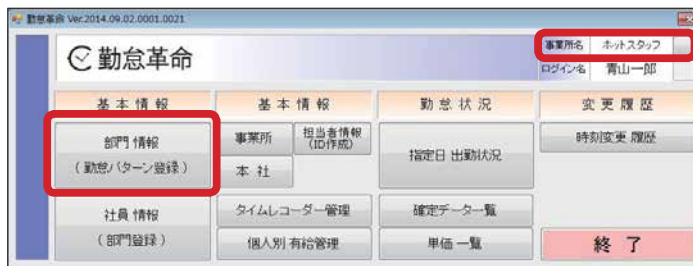 勤怠革命 Ver.2014.09.02.0001.0021
勤怠革命
事業所名 ホットスタッフ
ログイン名 青山一郎
基本情報 基本情報 勤怠状況 変更履歴
部門 情報
(勤怠パターン登録)
事業所
担当者情報
(ID作成)
本社
指定日 出勤状況
時刻変更 履歴
社員 情報
(部門登録)
タイムレコーダー管理
確定データ一覧
個人別 有給管理
単価 一覧
終了